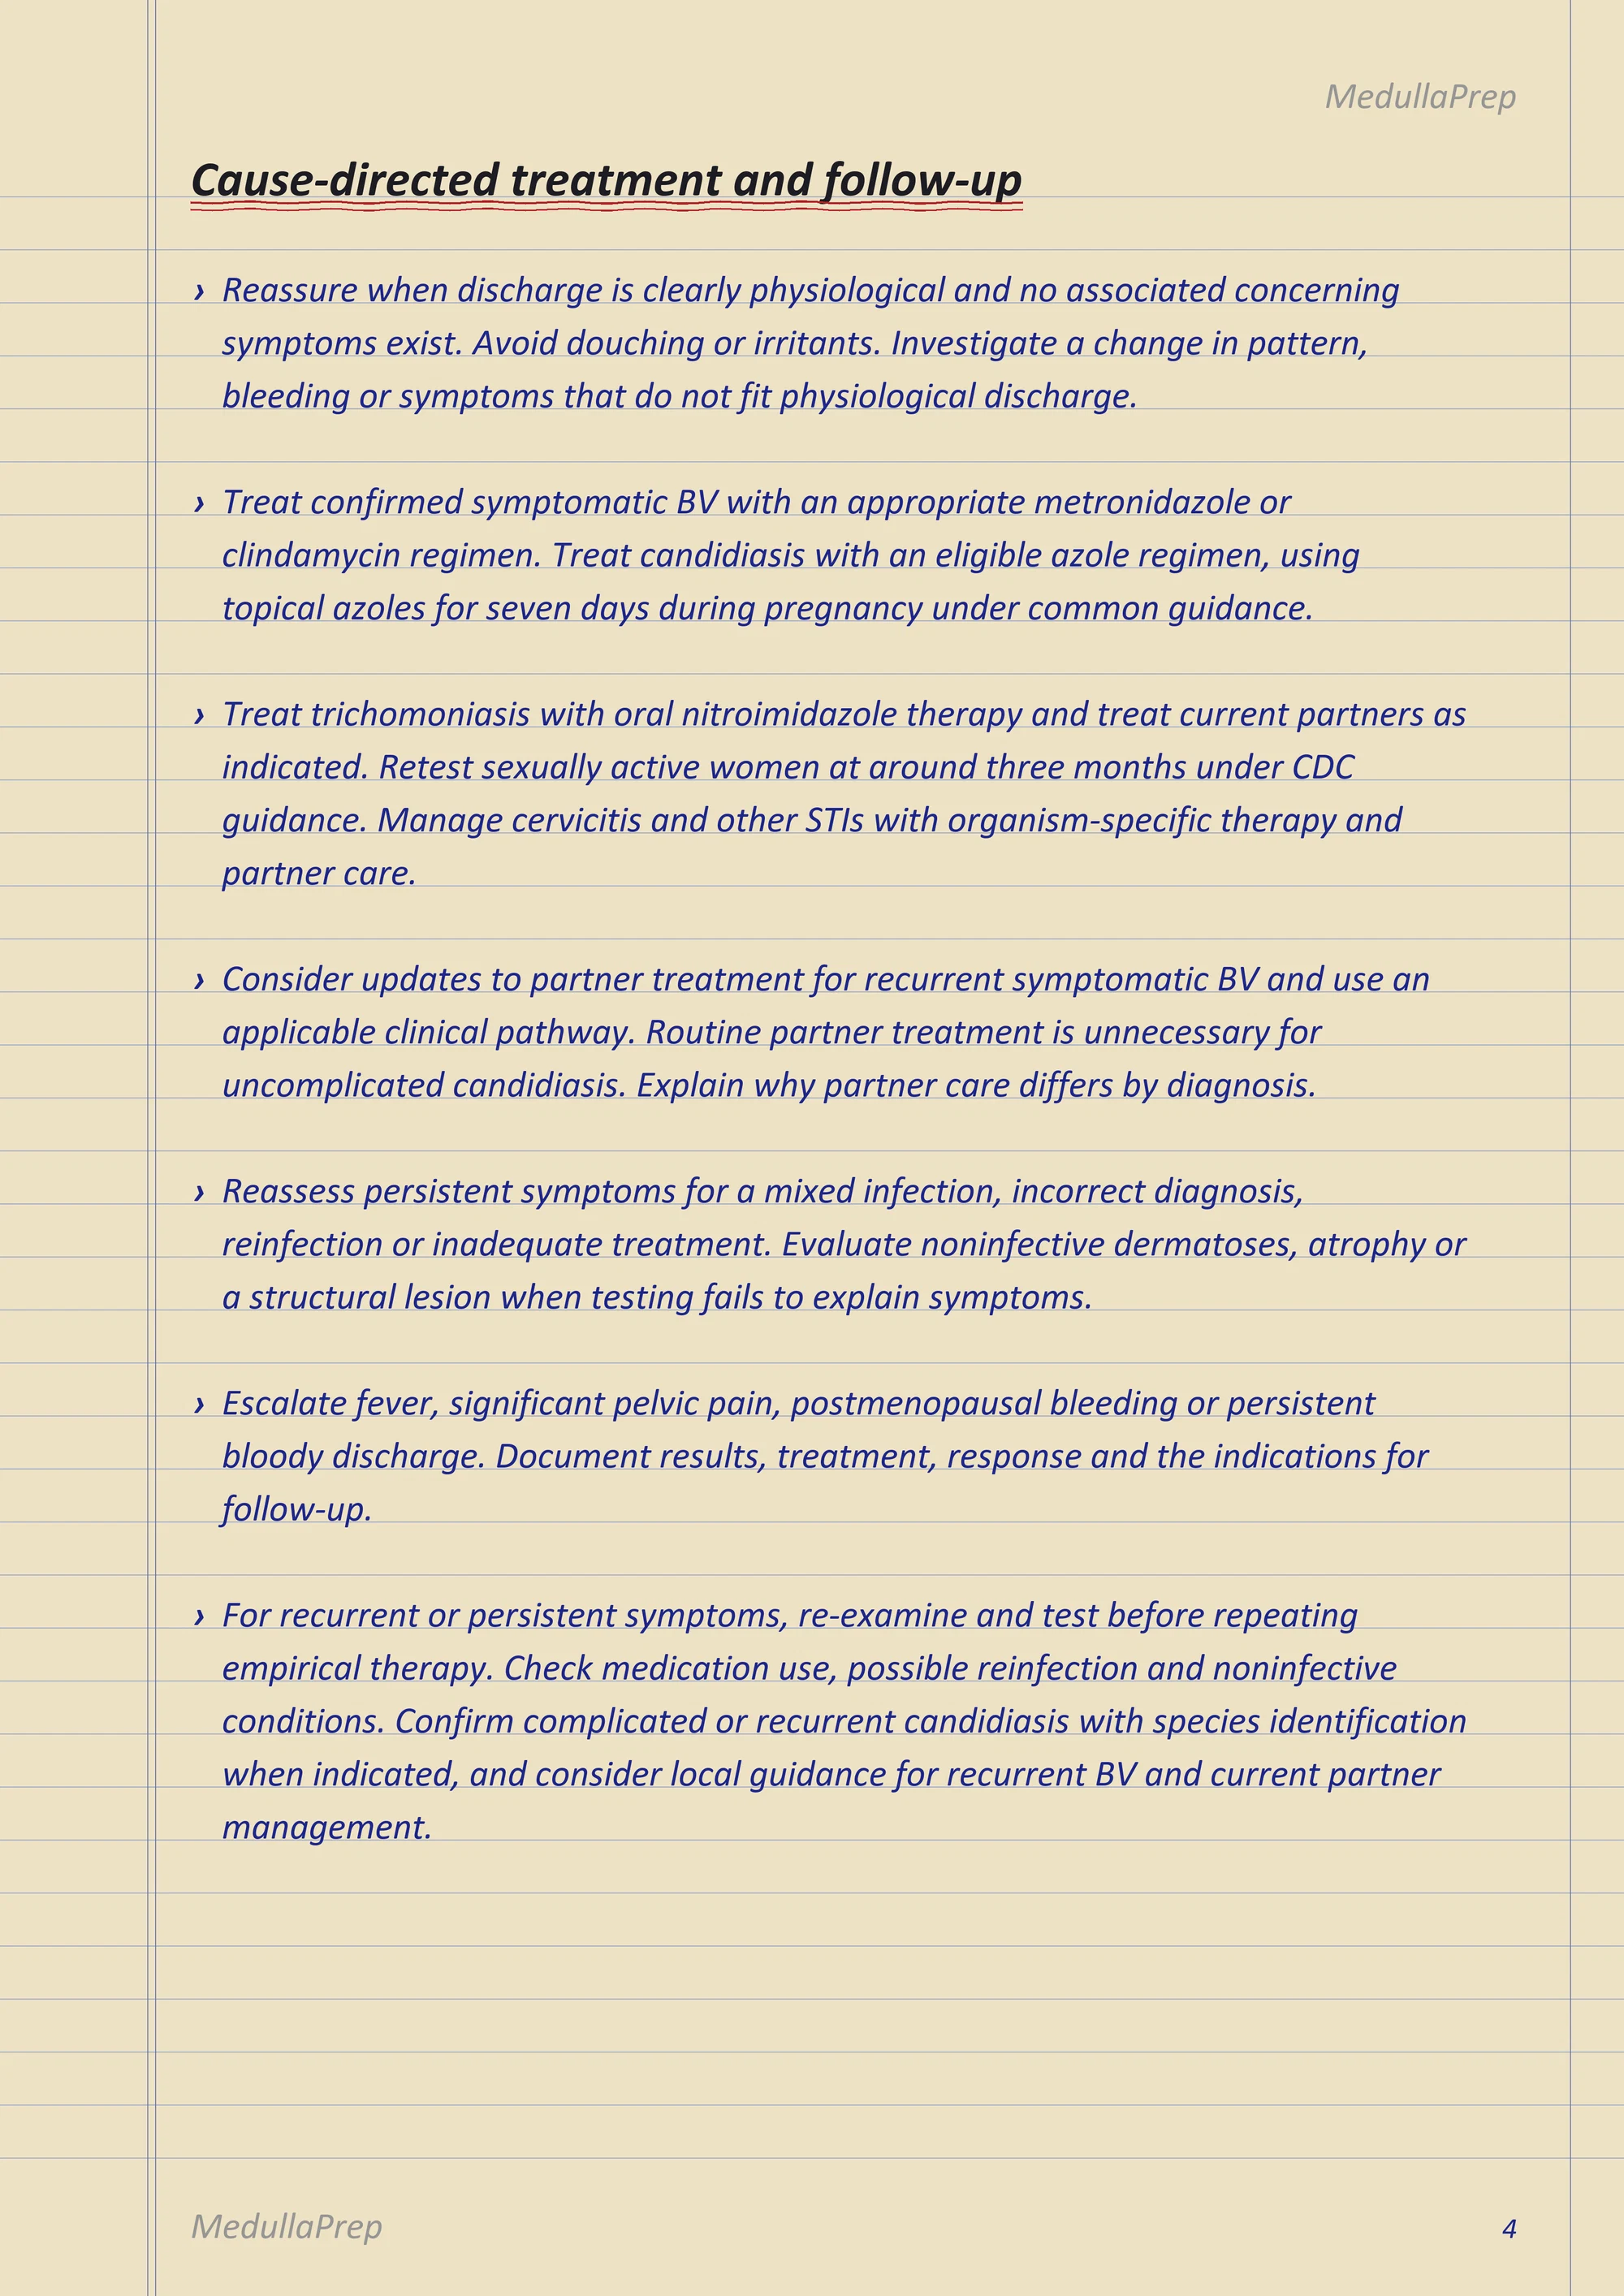 MedullaPrep
Cause-directed treatment and follow-up
› Reassure when discharge is clearly physiological and no associated concerning
symptoms exist. Avoid douching or irritants. Investigate a change in pattern,
bleeding or symptoms that do not fit physiological discharge.
› Treat confirmed symptomatic BV with an appropriate metronidazole or
clindamycin regimen. Treat candidiasis with an eligible azole regimen, using
topical azoles for seven days during pregnancy under common guidance.
› Treat trichomoniasis with oral nitroimidazole therapy and treat current partners as
indicated. Retest sexually active women at around three months under CDC
guidance. Manage cervicitis and other STIs with organism-specific therapy and
partner care.
› Consider updates to partner treatment for recurrent symptomatic BV and use an
applicable clinical pathway. Routine partner treatment is unnecessary for
uncomplicated candidiasis. Explain why partner care differs by diagnosis.
› Reassess persistent symptoms for a mixed infection, incorrect diagnosis,
reinfection or inadequate treatment. Evaluate noninfective dermatoses, atrophy or
a structural lesion when testing fails to explain symptoms.
› Escalate fever, significant pelvic pain, postmenopausal bleeding or persistent
bloody discharge. Document results, treatment, response and the indications for
follow-up.
› For recurrent or persistent symptoms, re-examine and test before repeating
empirical therapy. Check medication use, possible reinfection and noninfective
conditions. Confirm complicated or recurrent candidiasis with species identification
when indicated, and consider local guidance for recurrent BV and current partner
management.
MedullaPrep
4